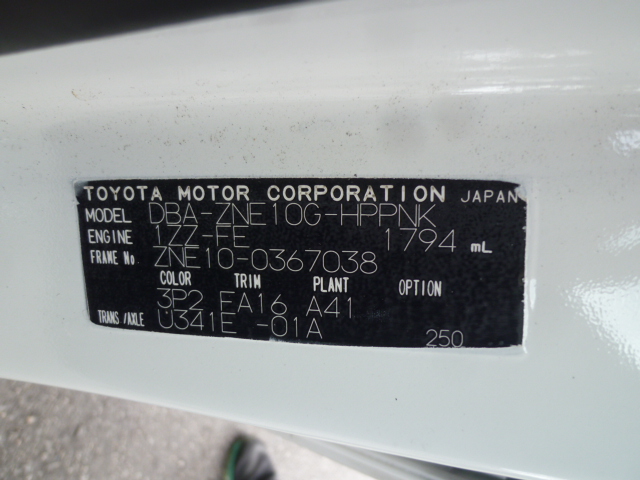 TOYOTA MOTOR CORPORATION JAPAN
MODEL DBA-ZNE10G-HPPNK
ENGINE 1ZZ-FE 1794 mL
FRAME No. ZNE10-0367038
COLOR TRIM PLANT OPTION
3P2 EA16 A41
TRANS/AXLE U341E -01A
250